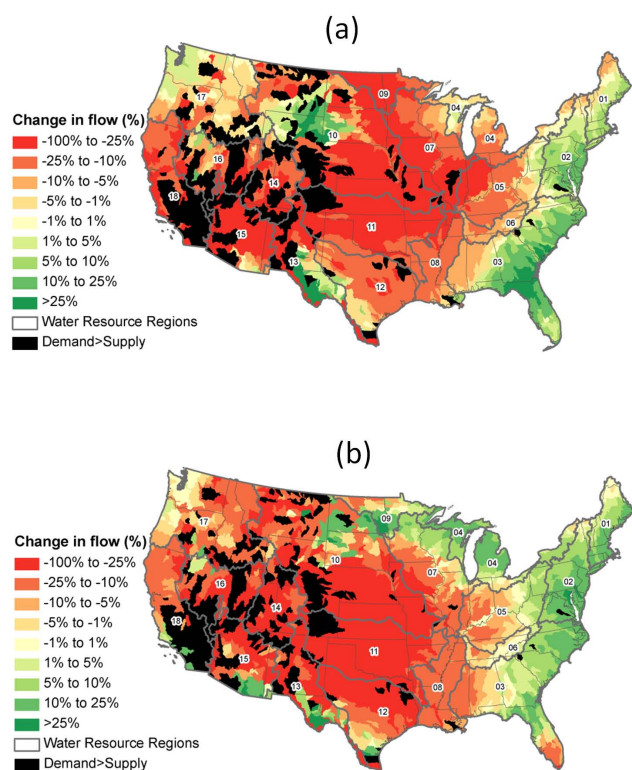 (a)
Change in flow (%)
-100% to -25%
-25% to -10%
-10% to -5%
-5% to -1%
-1% to 1%
1% to 5%
5% to 10%
10% to 25%
>25%
Water Resource Regions
Demand>Supply
17
09
04
01
10
07
04
02
16
14
05
18
06
15
11
13
08
03
12
(b)
Change in flow (%)
-100% to -25%
-25% to -10%
-10% to -5%
-5% to -1%
-1% to 1%
1% to 5%
5% to 10%
10% to 25%
>25%
Water Resource Regions
Demand>Supply
17
09
04
01
10
04
07
02
16
14
05
18
06
15
11
13
03
08
12